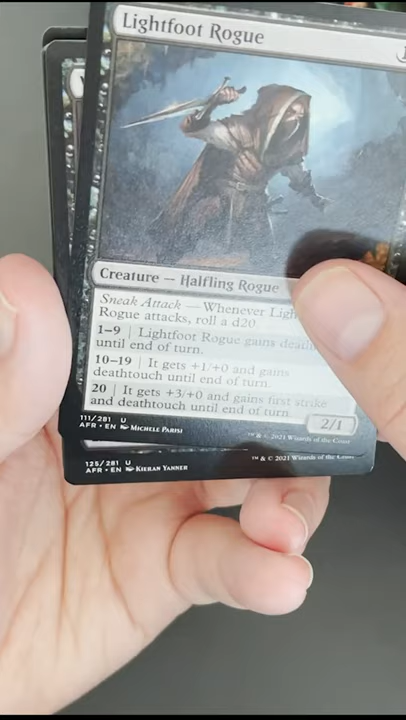 Lightfoot Rogue
Creature — Halfling Rogue
Sneak Attack — Whenever
Rogue attacks, roll a d20.
1–9 | Lightfoot Rogue gains
until end of turn.
10–19 | It gets +1/+0 and gains
deathtouch until end of turn.
20 | It gets +3/+0 and gains first strike
and deathtouch until end of turn.
2/1
111/281 U
AFR • EN MICHELE PARISI
™ & © 2021 Wizards of the Coast
125/281 U
AFR • EN KIERAN YANNER
™ & © 2021 Wizards of the Coast